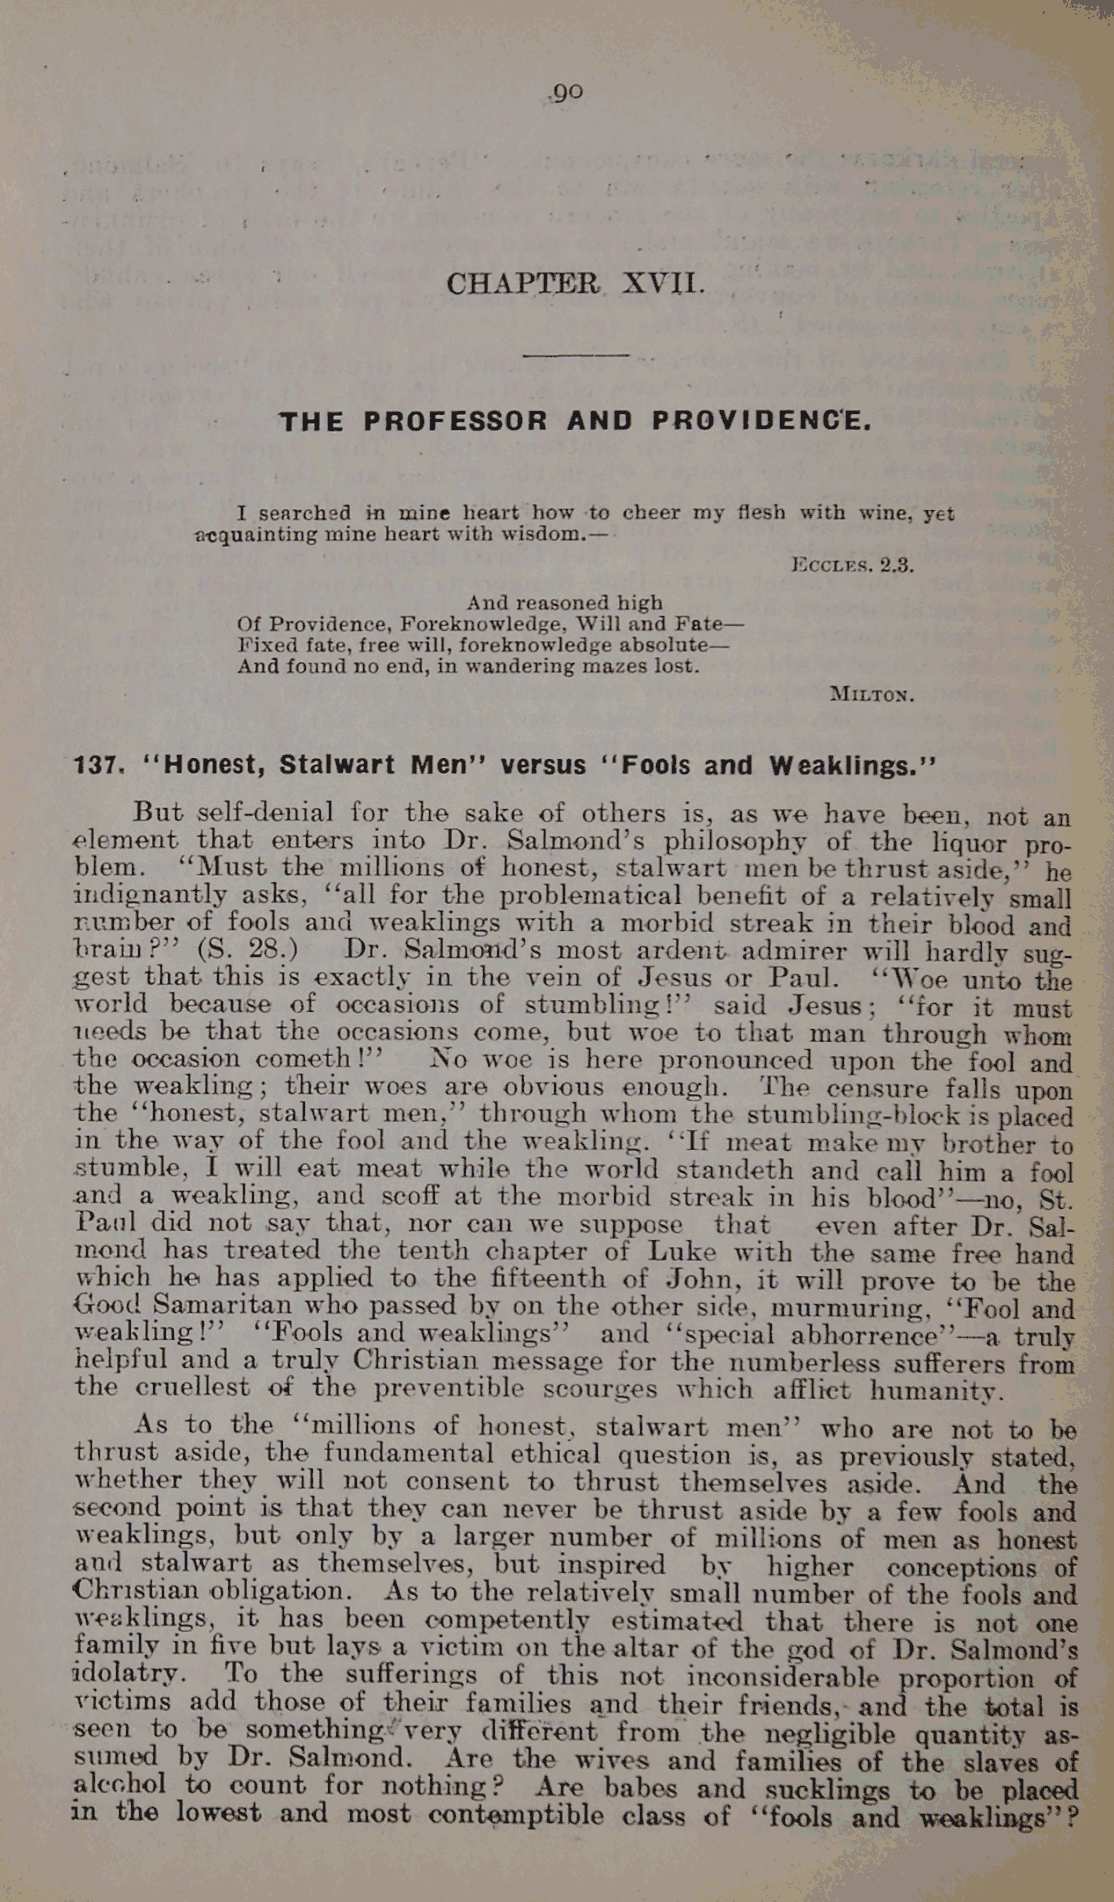 90
CHAPTER XVII.
THE PROFESSOR AND PROVIDENCE.
I searched in mine heart how to cheer my flesh with wine, yet
acquainting mine heart with wisdom.—
ECCLES. 2.3.
And reasoned high
Of Providence, Foreknowledge, Will and Fate—
Fixed fate, free will, foreknowledge absolute—
And found no end, in wandering mazes lost.
MILTON.
137. "Honest, Stalwart Men" versus "Fools and Weaklings."
But self-denial for the sake of others is, as we have been, not an
element that enters into Dr. Salmond's philosophy of the liquor pro-
blem. "Must the millions of honest, stalwart men be thrust aside," he
indignantly asks, "all for the problematical benefit of a relatively small
number of fools and weaklings with a morbid streak in their blood and
brain?" (S. 28.) Dr. Salmond's most ardent admirer will hardly sug-
gest that this is exactly in the vein of Jesus or Paul. "Woe unto the
world because of occasions of stumbling!" said Jesus; "for it must
needs be that the occasions come, but woe to that man through whom
the occasion cometh!" No woe is here pronounced upon the fool and
the weakling; their woes are obvious enough. The censure falls upon
the "honest, stalwart men," through whom the stumbling-block is placed
in the way of the fool and the weakling. "If meat make my brother to
stumble, I will eat meat while the world standeth and call him a fool
and a weakling, and scoff at the morbid streak in his blood"—no, St.
Paul did not say that, nor can we suppose that even after Dr. Sal-
mond has treated the tenth chapter of Luke with the same free hand
which he has applied to the fifteenth of John, it will prove to be the
Good Samaritan who passed by on the other side, murmuring, "Fool and
weakling!" "Fools and weaklings" and "special abhorrence"—a truly
helpful and a truly Christian message for the numberless sufferers from
the cruellest of the preventible scourges which afflict humanity.
As to the "millions of honest, stalwart men" who are not to be
thrust aside, the fundamental ethical question is, as previously stated,
whether they will not consent to thrust themselves aside. And the
second point is that they can never be thrust aside by a few fools and
weaklings, but only by a larger number of millions of men as honest
and stalwart as themselves, but inspired by higher conceptions of
Christian obligation. As to the relatively small number of the fools and
weaklings, it has been competently estimated that there is not one
family in five but lays a victim on the altar of the god of Dr. Salmond's
idolatry. To the sufferings of this not inconsiderable proportion of
victims add those of their families and their friends, and the total is
seen to be something very different from the negligible quantity as-
sumed by Dr. Salmond. Are the wives and families of the slaves of
alcohol to count for nothing? Are babes and sucklings to be placed
in the lowest and most contemptible class of "fools and weaklings"?